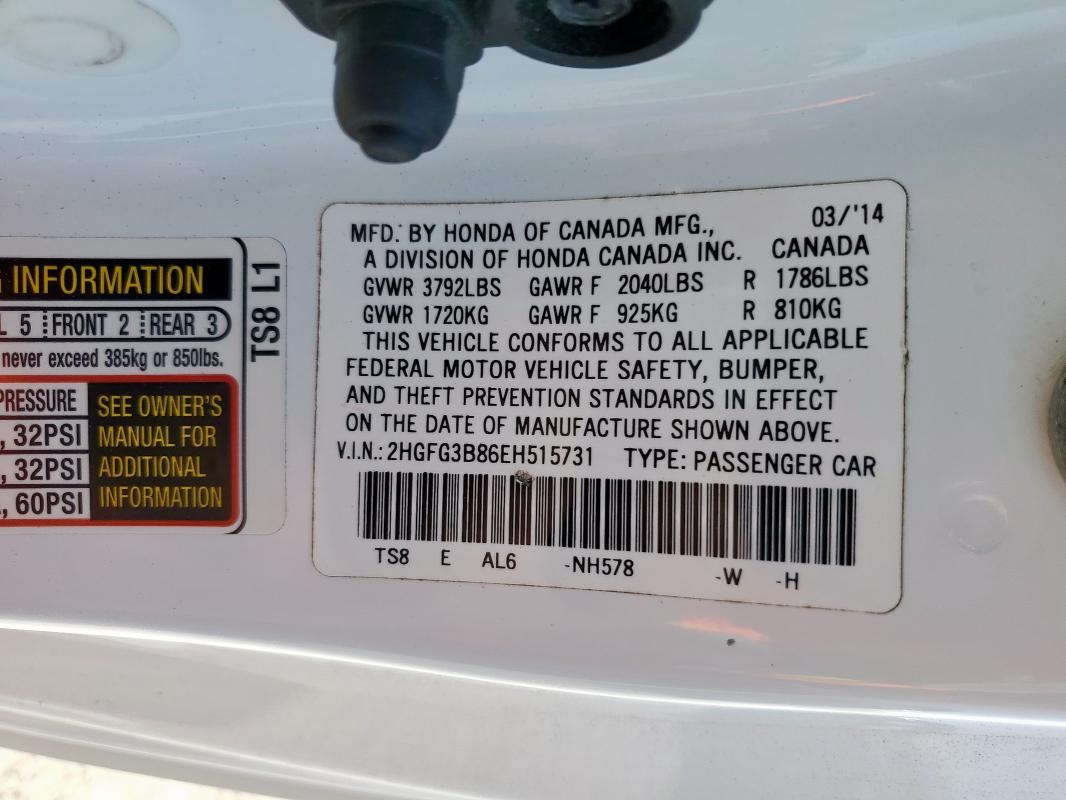 INFORMATION
5 FRONT 2 REAR 3
never exceed 385kg or 850lbs.
PRESSURE
, 32PSI
, 32PSI
, 60PSI
SEE OWNER'S
MANUAL FOR
ADDITIONAL
INFORMATION
TS8 L1
MFD. BY HONDA OF CANADA MFG., 03/'14
A DIVISION OF HONDA CANADA INC. CANADA
GVWR 3792LBS GAWR F 2040LBS R 1786LBS
GVWR 1720KG GAWR F 925KG R 810KG
THIS VEHICLE CONFORMS TO ALL APPLICABLE
FEDERAL MOTOR VEHICLE SAFETY, BUMPER,
AND THEFT PREVENTION STANDARDS IN EFFECT
ON THE DATE OF MANUFACTURE SHOWN ABOVE.
V.I.N.: 2HGFG3B86EH515731 TYPE: PASSENGER CAR
TS8 E AL6 -NH578 -W -H